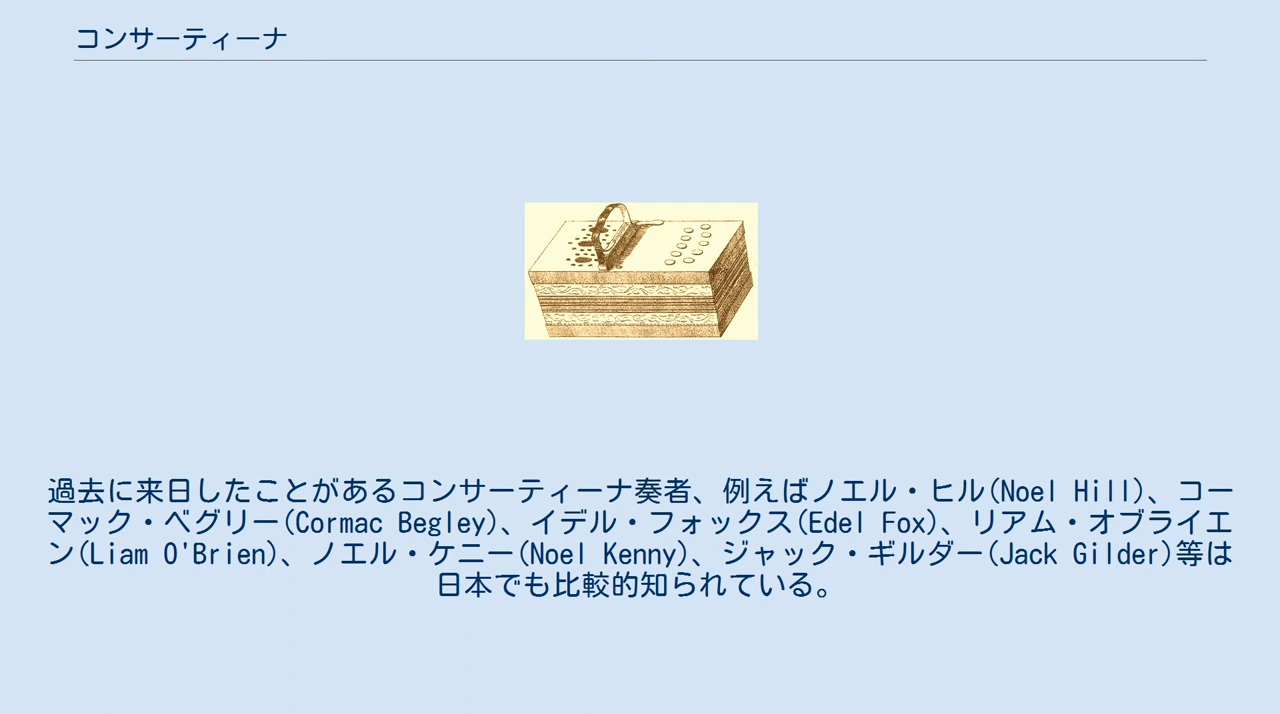 コンサーティーナ
過去に来日したことがあるコンサーティーナ奏者、例えばノエル・ヒル(Noel Hill)、コー
マック・ベグリー(Cormac Begley)、イデル・フォックス(Edel Fox)、リアム・オブライエ
ン(Liam O'Brien)、ノエル・ケニー(Noel Kenny)、ジャック・ギルダー(Jack Gilder)等は
日本でも比較的知られている。